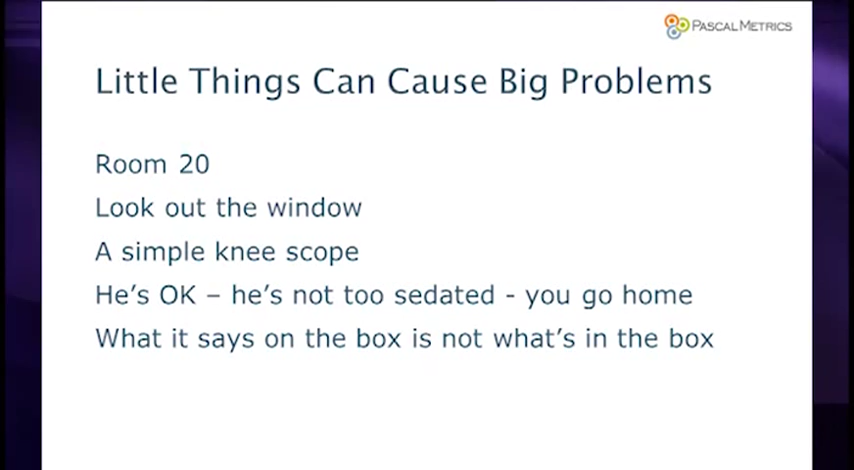 PASCALMETRICS
Little Things Can Cause Big Problems
Room 20
Look out the window
A simple knee scope
He's OK – he's not too sedated - you go home
What it says on the box is not what's in the box